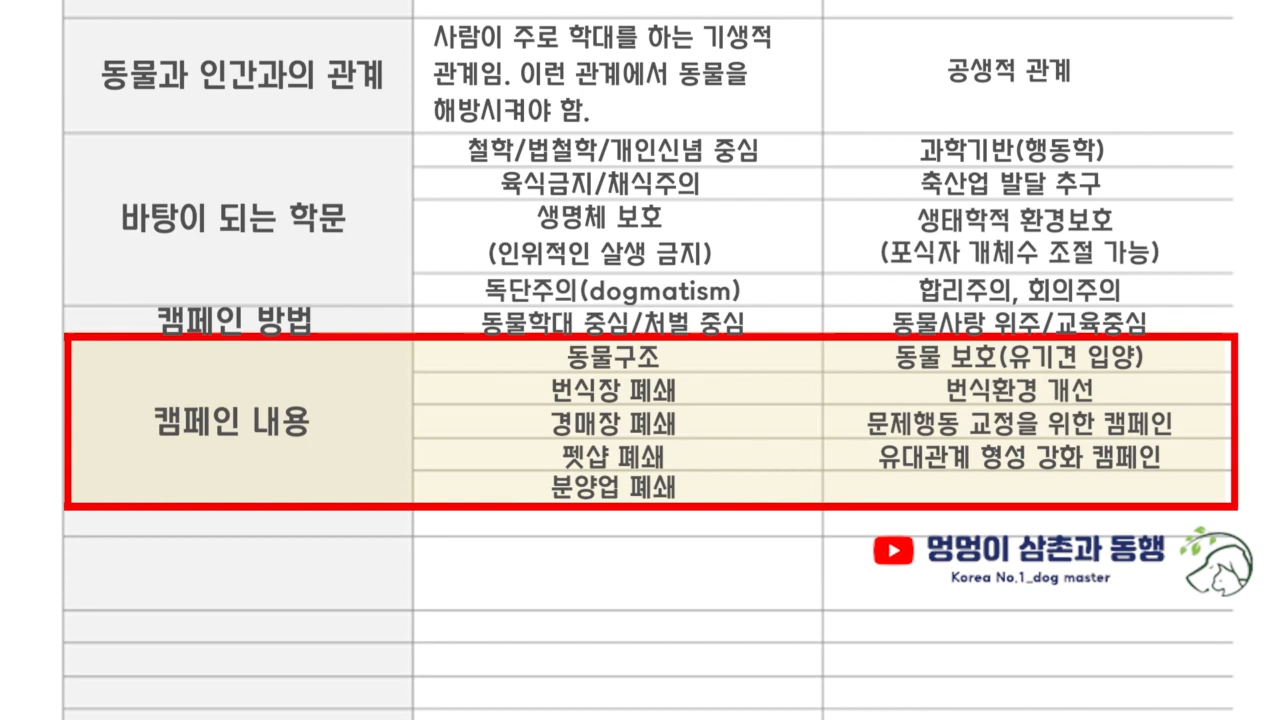 동물과 인간과의 관계
사람이 주로 학대를 하는 기생적
관계임. 이런 관계에서 동물을
해방시켜야 함.
공생적 관계
바탕이 되는 학문
철학/법철학/개인신념 중심
과학기반(행동학)
육식금지/채식주의
축산업 발달 추구
생명체 보호
(인위적인 살생 금지)
생태학적 환경보호
(포식자 개체수 조절 가능)
독단주의(dogmatism)
합리주의, 회의주의
캠페인 방법
동물학대 중심/처벌 중심
동물사랑 위주/교육중심
캠페인 내용
동물구조
동물 보호(유기견 입양)
번식장 폐쇄
번식환경 개선
경매장 폐쇄
문제행동 교정을 위한 캠페인
펫샵 폐쇄
유대관계 형성 강화 캠페인
분양업 폐쇄
멍멍이 삼촌과 동행
Korea No.1_dog master